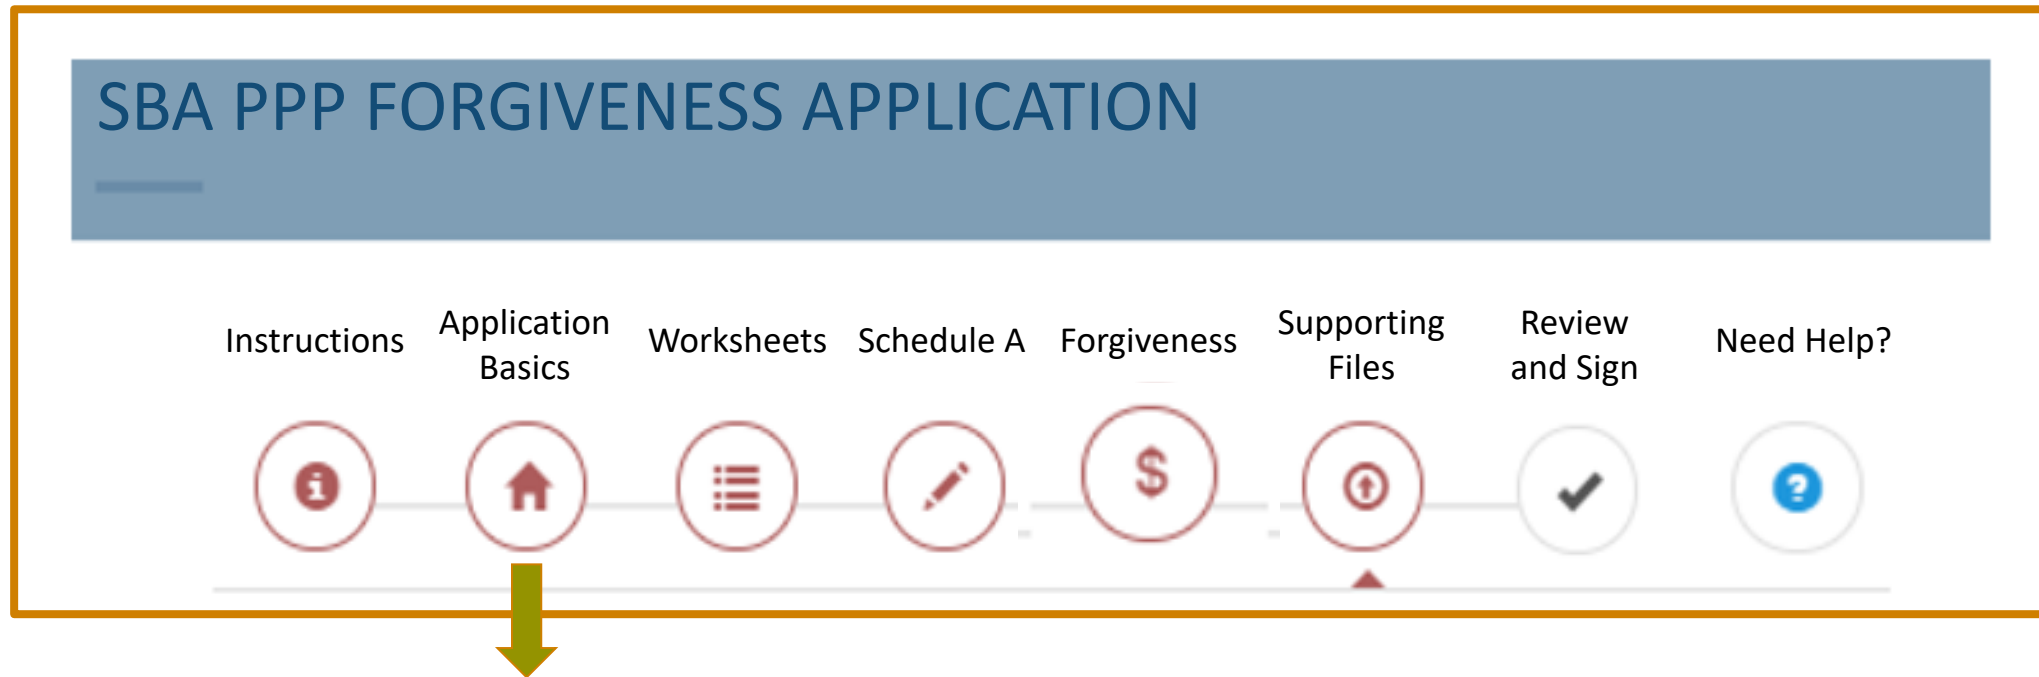 SBA PPP FORGIVENESS APPLICATION
Instructions
Application
Basics
Worksheets
Schedule A
Forgiveness
Supporting
Files
Review
and Sign
Need Help?
i
$
?